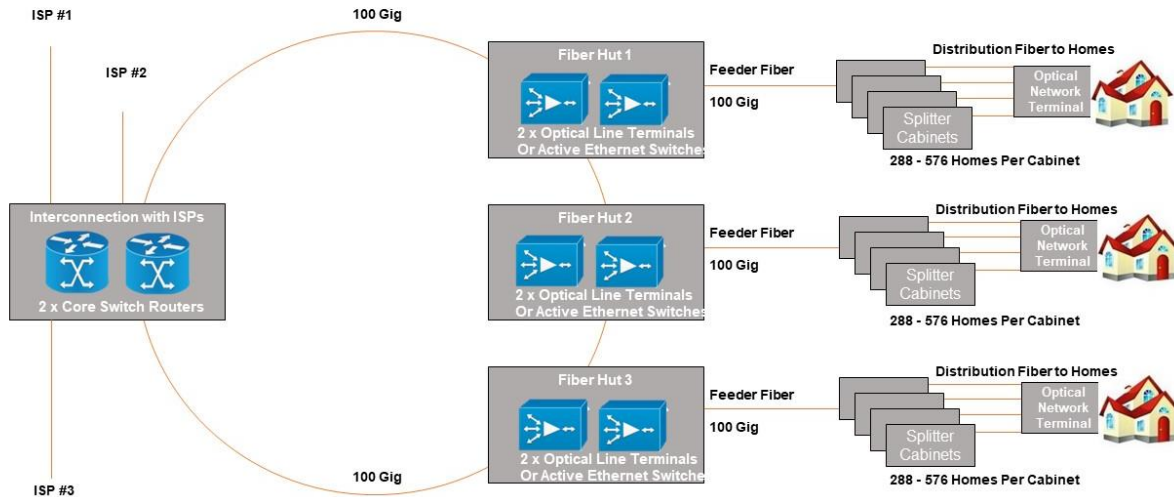 ISP #1
ISP #2
100 Gig
Interconnection with ISPs
2 x Core Switch Routers
ISP #3
100 Gig
Fiber Hut 1
2 x Optical Line Terminals
Or Active Ethernet Switches
Feeder Fiber
100 Gig
Distribution Fiber to Homes
Optical
Network
Terminal
Splitter
Cabinets
288 - 576 Homes Per Cabinet
Fiber Hut 2
2 x Optical Line Terminals
Or Active Ethernet Switches
Feeder Fiber
100 Gig
Distribution Fiber to Homes
Optical
Network
Terminal
Splitter
Cabinets
288 - 576 Homes Per Cabinet
Fiber Hut 3
2 x Optical Line Terminals
Or Active Ethernet Switches
Feeder Fiber
100 Gig
Distribution Fiber to Homes
Optical
Network
Terminal
Splitter
Cabinets
288 - 576 Homes Per Cabinet